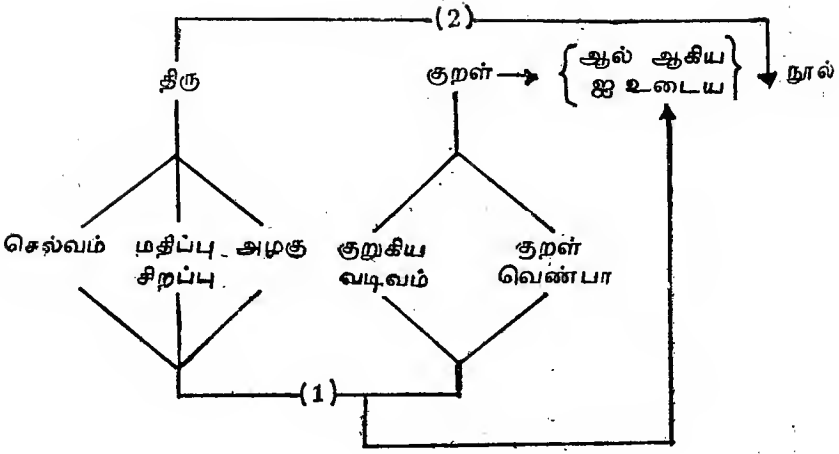 (2)
திரு குறள் { ஆல் ஆகிய
ஐ உடைய } நூல்
செல்வம் மதிப்பு அழகு குறுகிய குறள்
சிறப்பு வடிவம் வெண்பா
(1)